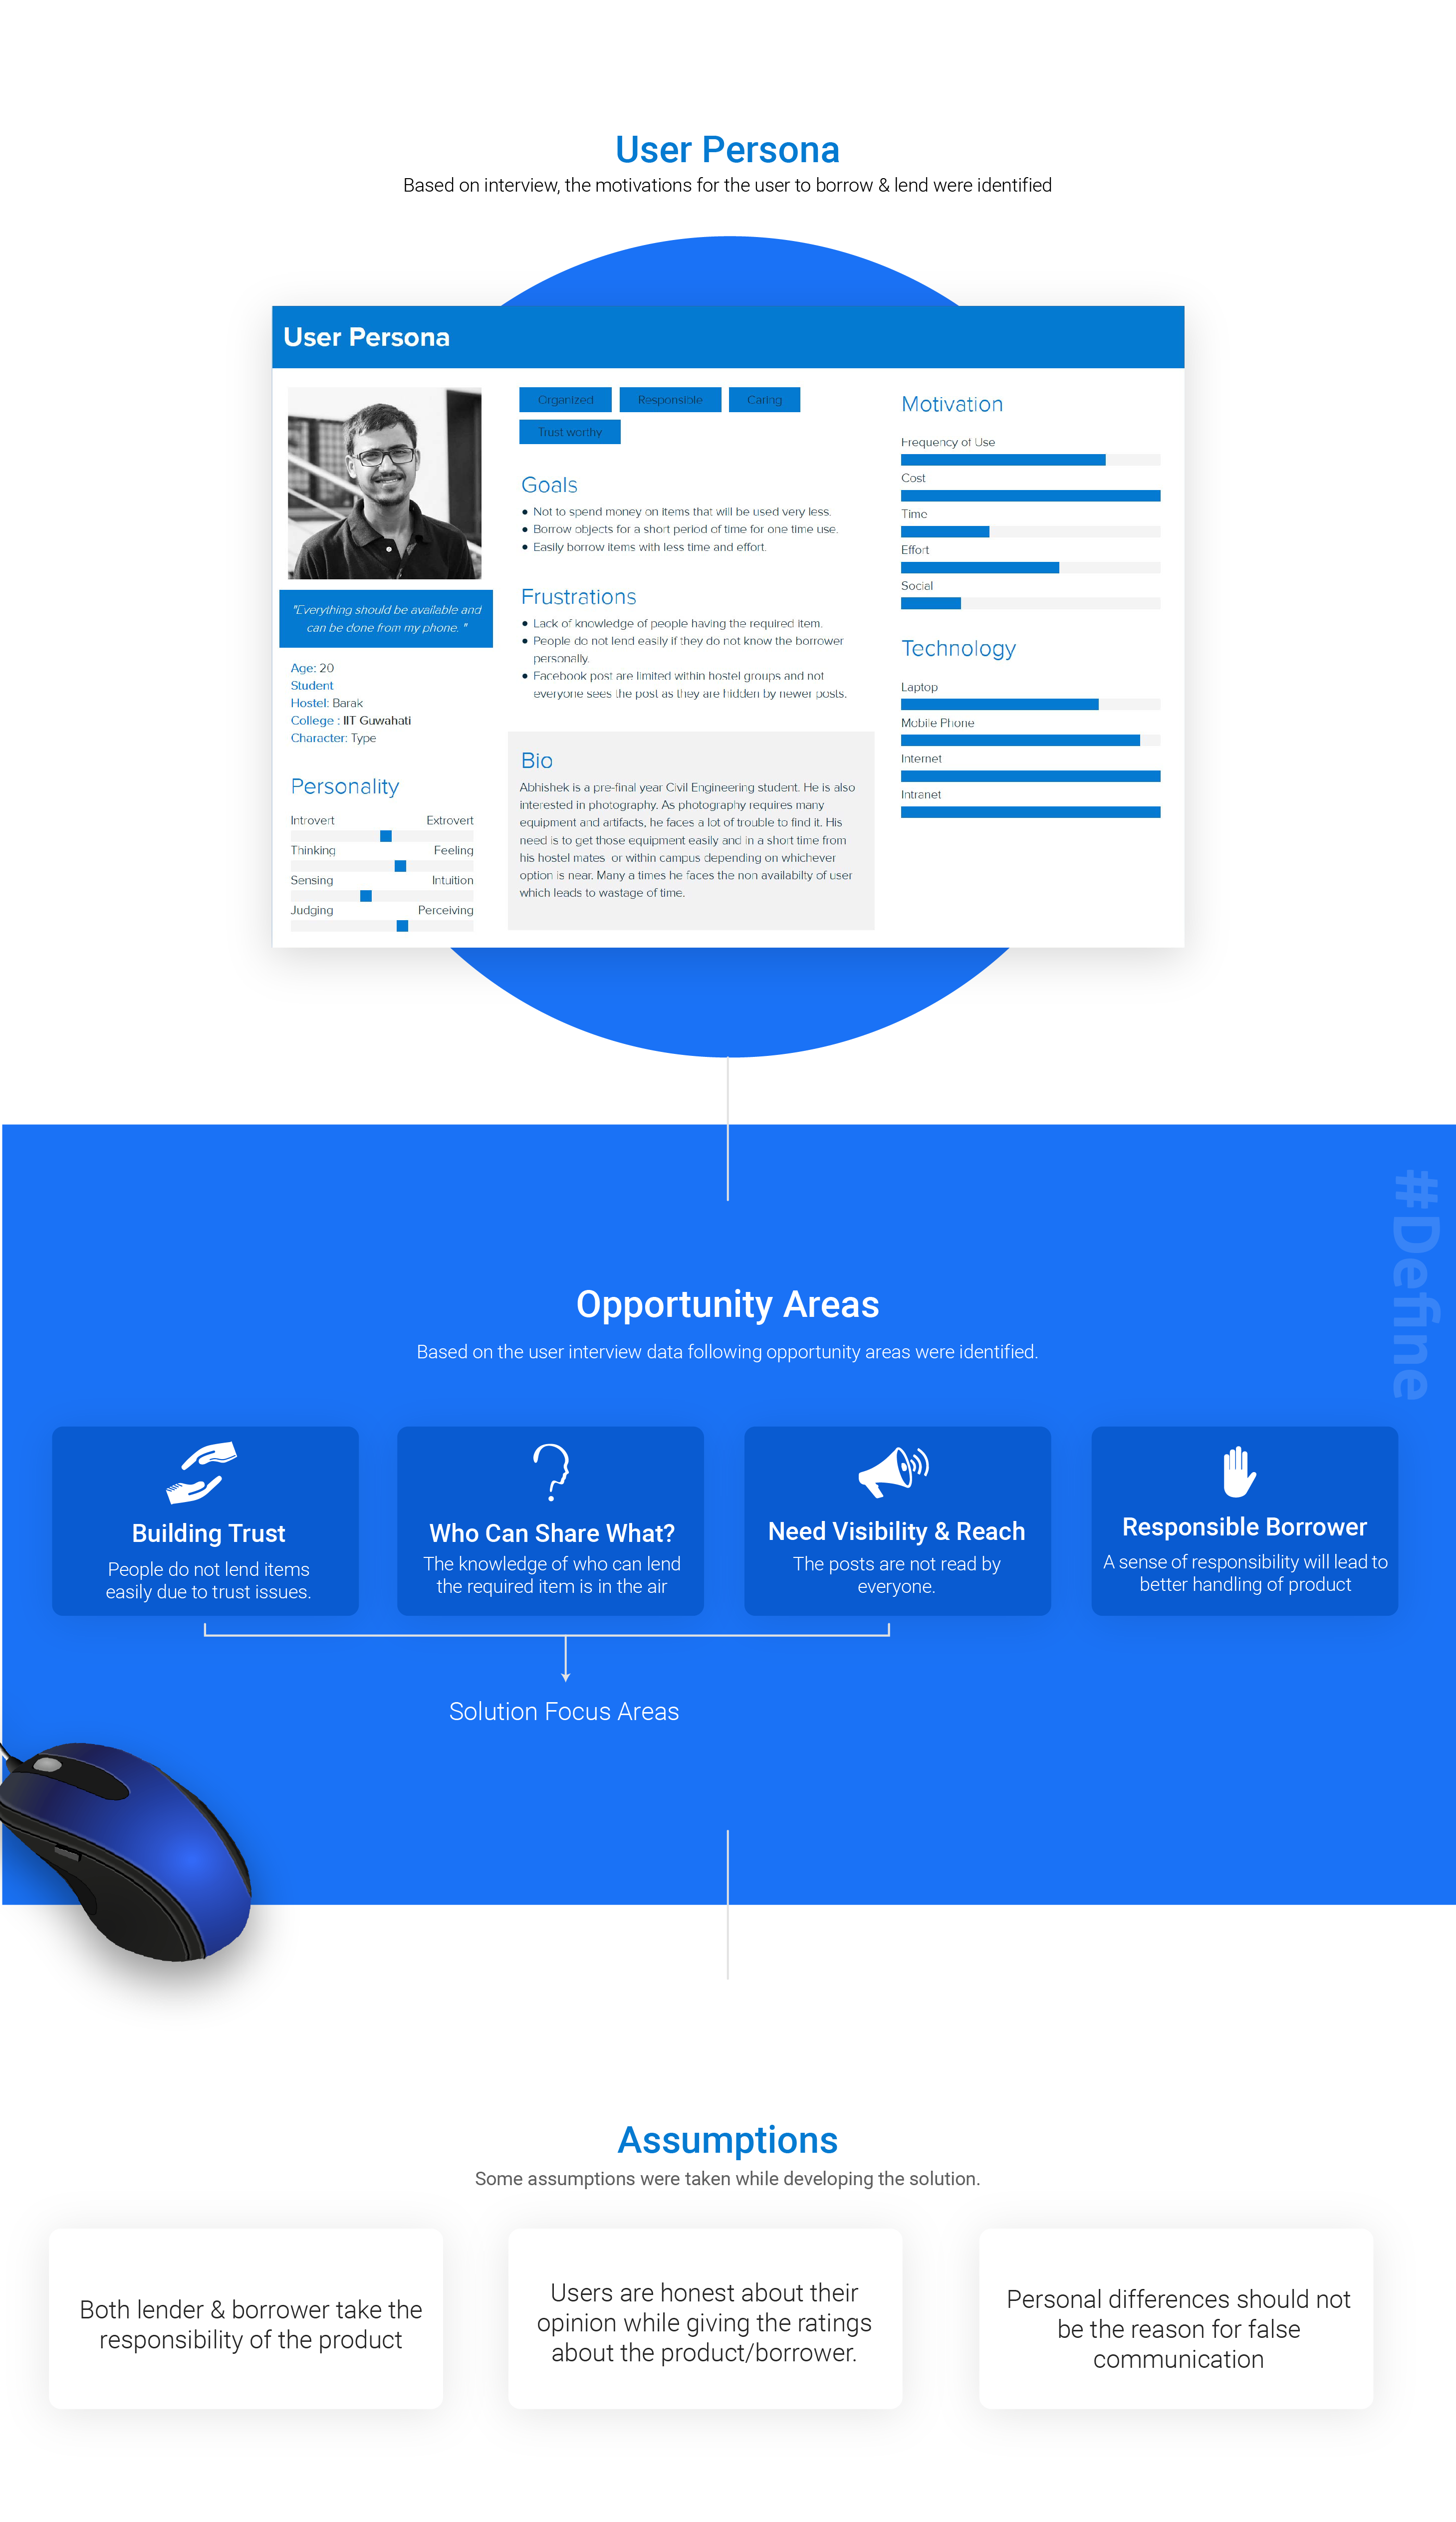 User Persona
Based on interview, the motivations for the user to borrow & lend were identified
User Persona
"Everything should be available and
can be done from my phone. "
Age: 20
Student
Hostel: Barak
College : IIT Guwahati
Character: Type
Personality
Introvert Extrovert
Thinking Feeling
Sensing Intuition
Judging Perceiving
Organized Responsible Caring
Trust worthy
Goals
• Not to spend money on items that will be used very less.
• Borrow objects for a short period of time for one time use.
• Easily borrow items with less time and effort.
Frustrations
• Lack of knowledge of people having the required item.
• People do not lend easily if they do not know the borrower
personally.
• Facebook post are limited within hostel groups and not
everyone sees the post as they are hidden by newer posts.
Bio
Abhishek is a pre-final year Civil Engineering student. He is also
interested in photography. As photography requires many
equipment and artifacts, he faces a lot of trouble to find it. His
need is to get those equipment easily and in a short time from
his hostel mates or within campus depending on whichever
option is near. Many a times he faces the non availabilty of user
which leads to wastage of time.
Motivation
Frequency of Use
Cost
Time
Effort
Social
Technology
Laptop
Mobile Phone
Internet
Intranet
#Define
Opportunity Areas
Based on the user interview data following opportunity areas were identified.
Building Trust
People do not lend items
easily due to trust issues.
Who Can Share What?
The knowledge of who can lend
the required item is in the air
Need Visibility & Reach
The posts are not read by
everyone.
Responsible Borrower
A sense of responsibility will lead to
better handling of product
Solution Focus Areas
Assumptions
Some assumptions were taken while developing the solution.
Both lender & borrower take the
responsibility of the product
Users are honest about their
opinion while giving the ratings
about the product/borrower.
Personal differences should not
be the reason for false
communication